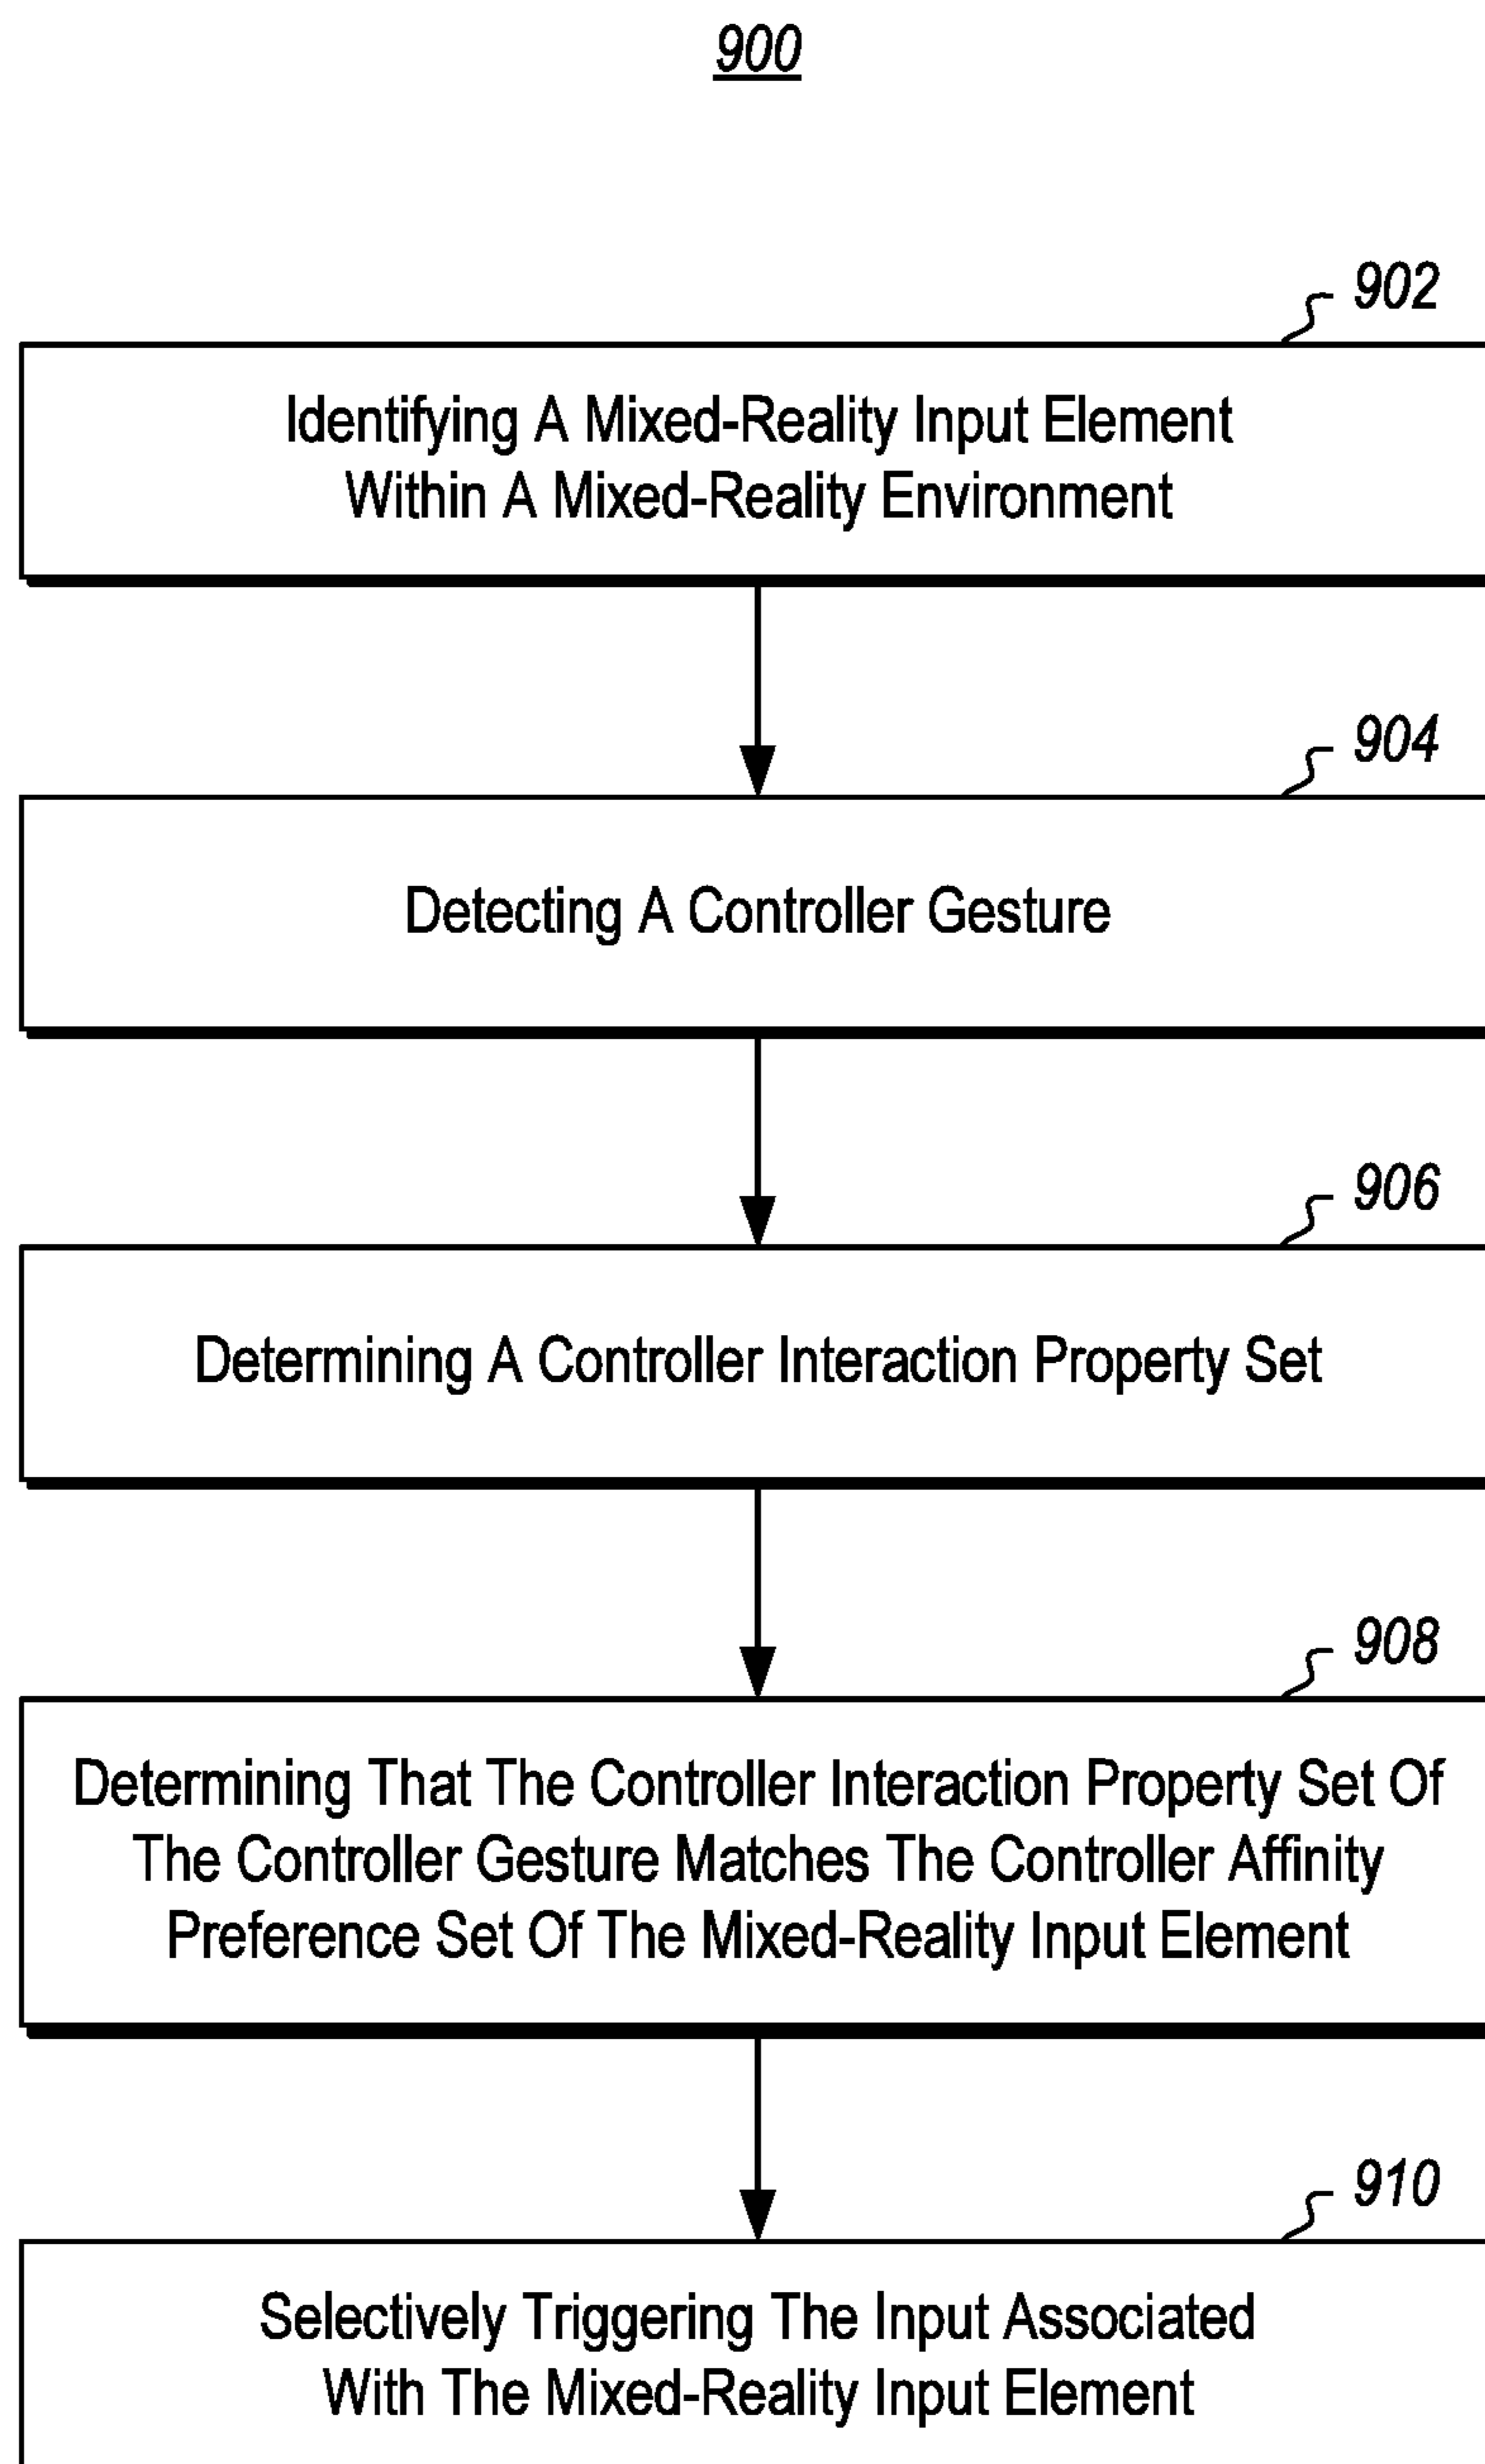 900
902
Identifying A Mixed-Reality Input Element
Within A Mixed-Reality Environment
904
Detecting A Controller Gesture
906
Determining A Controller Interaction Property Set
908
Determining That The Controller Interaction Property Set Of
The Controller Gesture Matches The Controller Affinity
Preference Set Of The Mixed-Reality Input Element
910
Selectively Triggering The Input Associated
With The Mixed-Reality Input Element